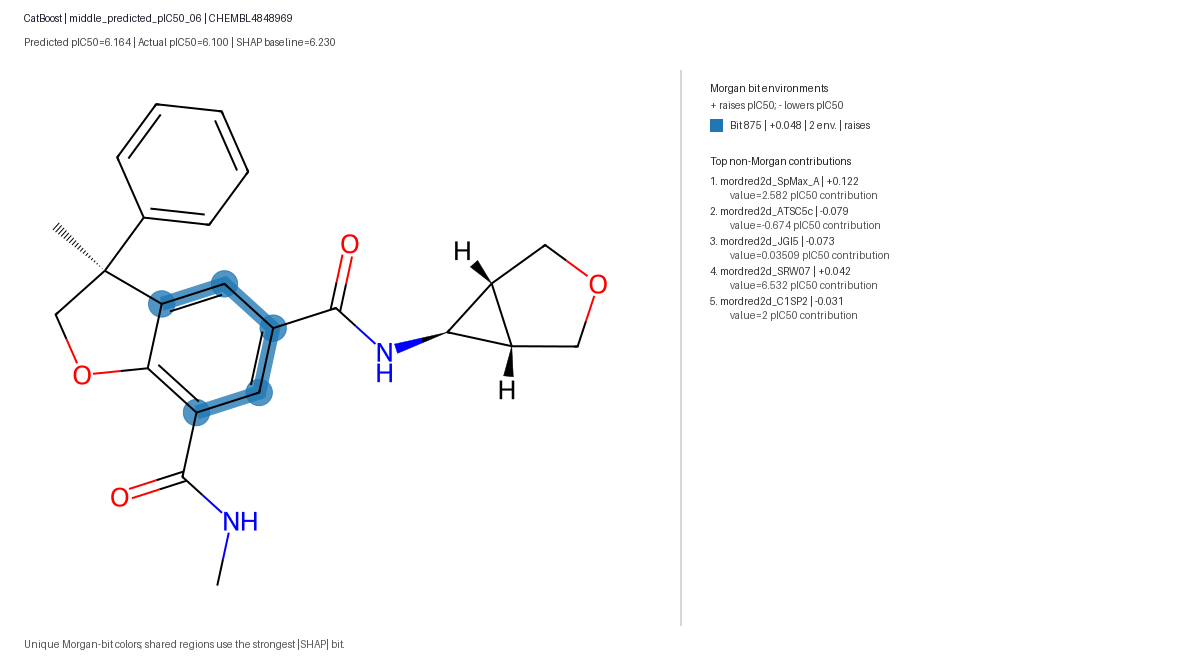 CatBoost | middle_predicted_pIC50_06 | CHEMBL4848969
Predicted pIC50=6.164 | Actual pIC50=6.100 | SHAP baseline=6.230
Morgan bit environments
+ raises pIC50; - lowers pIC50
Bit 875 | +0.048 | 2 env. | raises
Top non-Morgan contributions
1. mordred2d_SpMax_A | +0.122
value=2.582 pIC50 contribution
2. mordred2d_ATSC5c | -0.079
value=-0.674 pIC50 contribution
3. mordred2d_JGI5 | -0.073
value=0.03509 pIC50 contribution
4. mordred2d_SRW07 | +0.042
value=6.532 pIC50 contribution
5. mordred2d_C1SP2 | -0.031
value=2 pIC50 contribution
O
H
O
N
H
H
O
O
NH
Unique Morgan-bit colors; shared regions use the strongest |SHAP| bit.